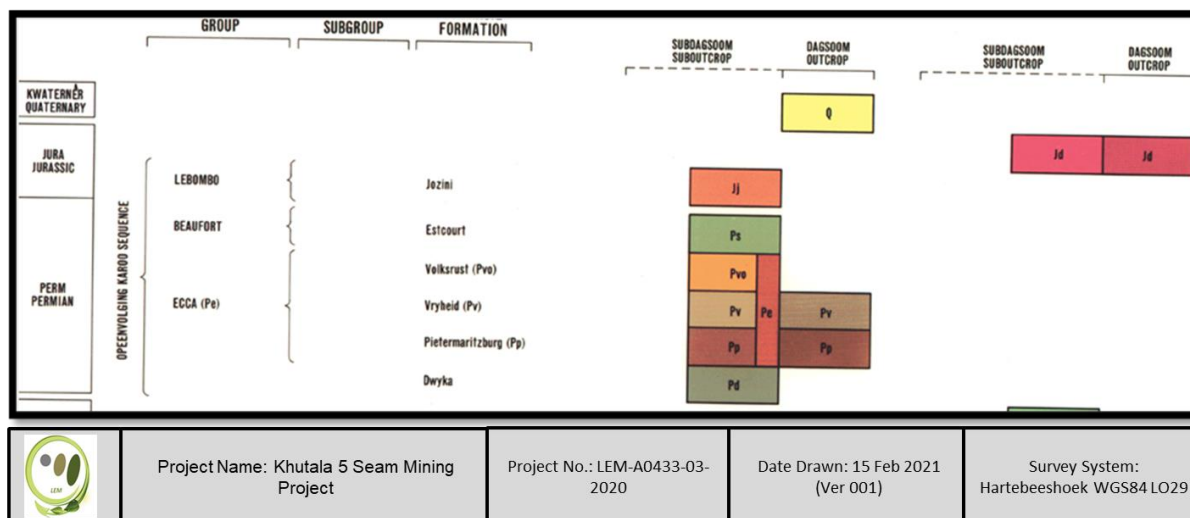 GROUP
SUBGROUP
FORMATION
SUBDAGSOOM
SUBOUTCROP
DAGSOOM
OUTCROP
SUBDAGSOOM
SUBOUTCROP
DAGSOOM
OUTCROP
KWATERNER
QUATERNARY
Q
JURA
JURASSIC
Jd
Jd
OPEENVOLGING KAROO SEQUENCE
LEBOMBO
Jozini
Jj
BEAUFORT
Estcourt
Ps
Volksrust (Pvo)
Pvo
PERM
PERMIAN
ECCA (Pe)
Vryheid (Pv)
Pv
Pe
Pv
Pietermaritzburg (Pp)
Pp
Pp
Dwyka
Pd
LEM
Project Name: Khutala 5 Seam Mining
Project
Project No.: LEM-A0433-03-
2020
Date Drawn: 15 Feb 2021
(Ver 001)
Survey System:
Hartebeeshoek WGS84 LO29